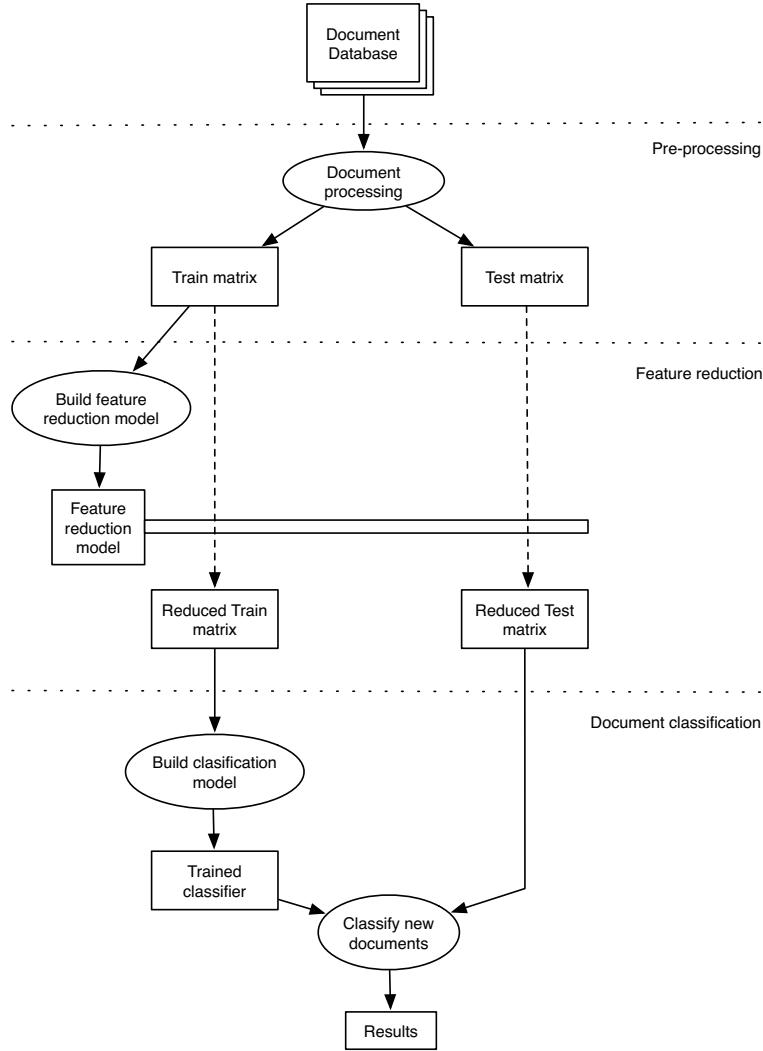 Document
Database
Pre-processing
Document
processing
Train matrix
Test matrix
Feature reduction
Build feature
reduction model
Feature
reduction
model
Reduced Train
matrix
Reduced Test
matrix
Document classification
Build clasification
model
Trained
classifier
Classify new
documents
Results